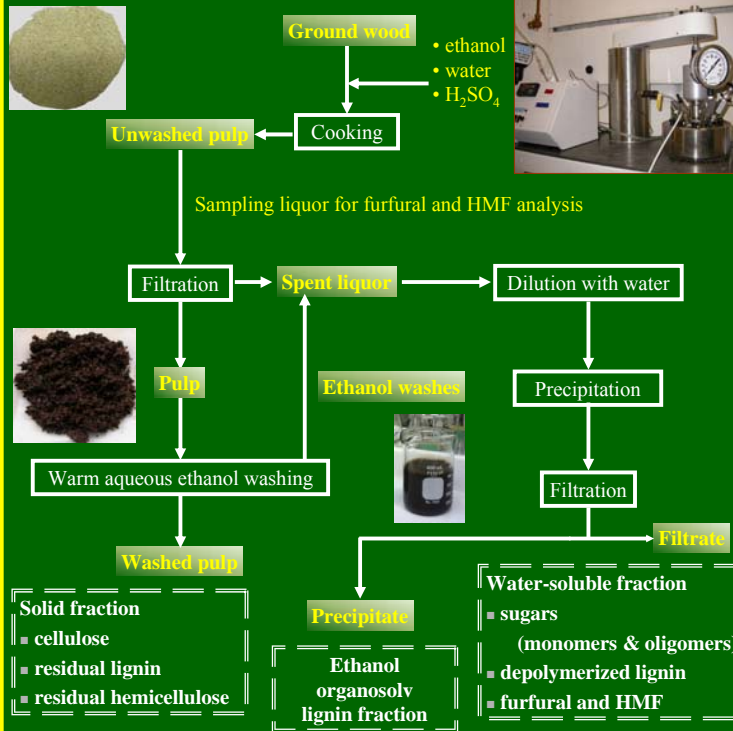 Ground wood
• ethanol
• water
• H₂SO₄
Unwashed pulp
Cooking
Sampling liquor for furfural and HMF analysis
Filtration
Spent liquor
Dilution with water
Pulp
Ethanol washes
Precipitation
Warm aqueous ethanol washing
Filtration
Washed pulp
Filtrate
Precipitate
Solid fraction
■ cellulose
■ residual lignin
■ residual hemicellulose
Ethanol
organosolv
lignin fraction
Water-soluble fraction
■ sugars
(monomers & oligomers)
■ depolymerized lignin
■ furfural and HMF